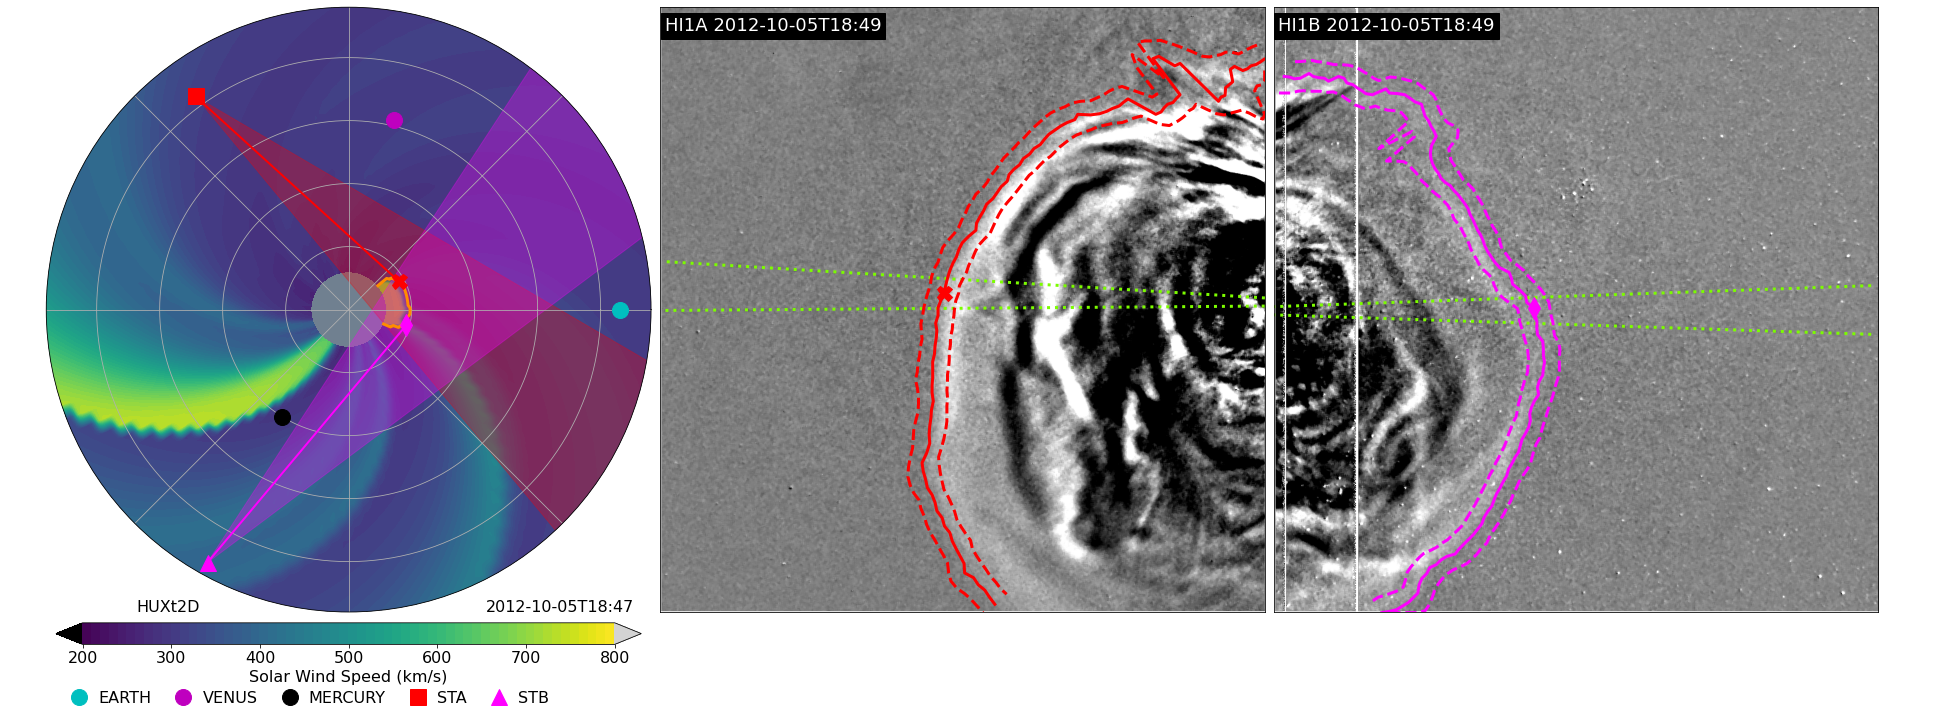 HI1A 2012-10-05T18:49
HI1B 2012-10-05T18:49
HUXt2D
2012-10-05T18:47
200 300 400 500 600 700 800
Solar Wind Speed (km/s)
EARTH VENUS MERCURY STA STB